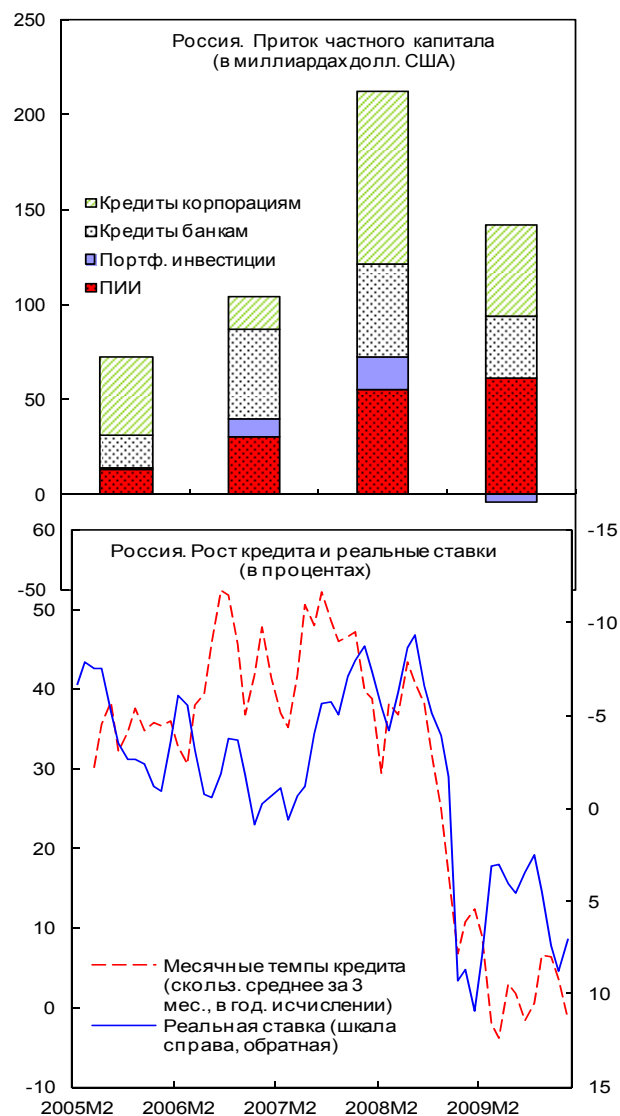 250
Россия. Приток частного капитала
(в миллиардах долл. США)
200
150
Кредиты корпорациям
Кредиты банкам
Портф. инвестиции
ПИИ
100
50
0
60
-15
Россия. Рост кредита и реальные ставки
(в процентах)
-50
50
-10
40
-5
30
0
20
5
10
Месячные темпы кредита
(скольз. среднее за 3
мес., в год. исчислении)
10
0
Реальная ставка (шкала
справа, обратная)
-10
15
2005M2 2006M2 2007M2 2008M2 2009M2